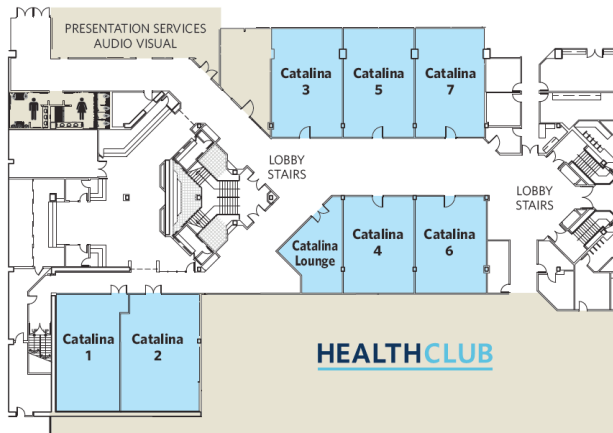 PRESENTATION SERVICES
AUDIO VISUAL
Catalina
3
Catalina
5
Catalina
7
LOBBY
STAIRS
LOBBY
STAIRS
Catalina
Lounge
Catalina
4
Catalina
6
Catalina
1
Catalina
2
HEALTHCLUB